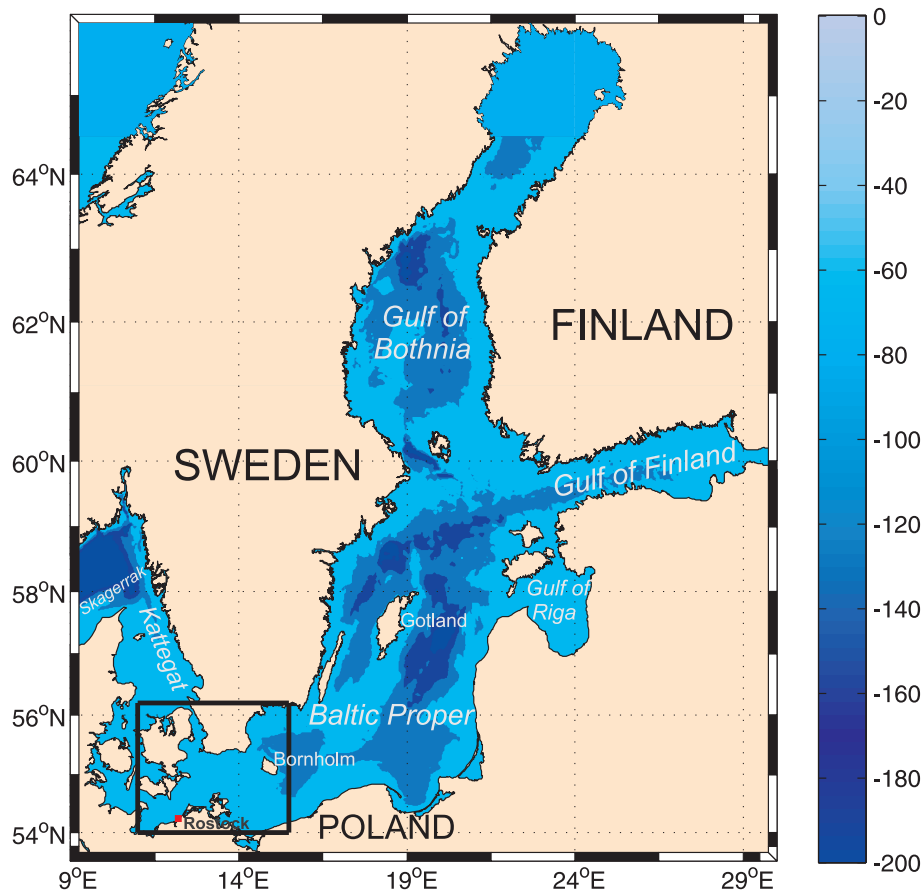 0
-20
64°N
-40
-60
Gulf of
Bothnia
62°N
FINLAND
-80
-100
SWEDEN
60°N
Gulf of Finland
-120
58°N
Skagerrak
Kattegat
Gotland
Gulf of
Riga
-140
-160
56°N
Baltic Proper
Bornholm
-180
54°N
Rostock
POLAND
-200
9°E
14°E
19°E
24°E
29°E